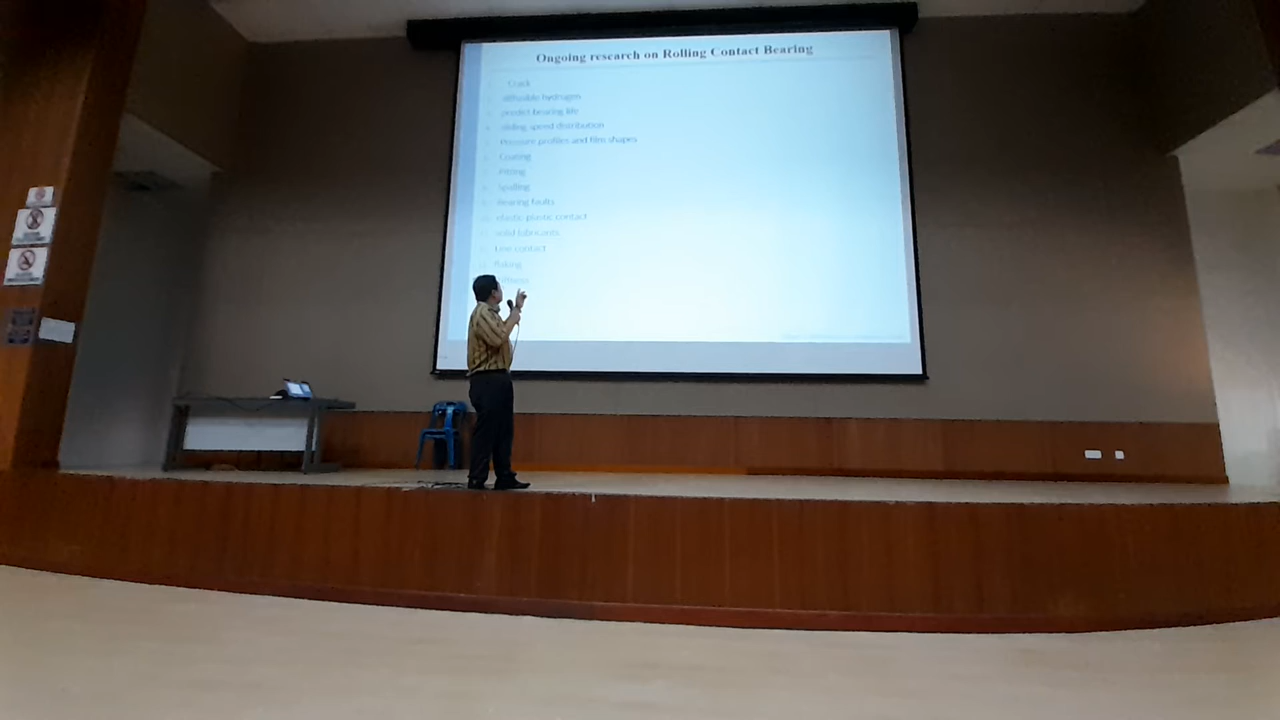 Ongoing research on Rolling Contact Bearing
Crack
diffusible hydrogen
predict bearing life
sliding speed distribution
Pressure profiles and film shapes
Pitting
Spalling
Bearing faults
elastic plastic contact
solid lubricants
Line contact
flaking